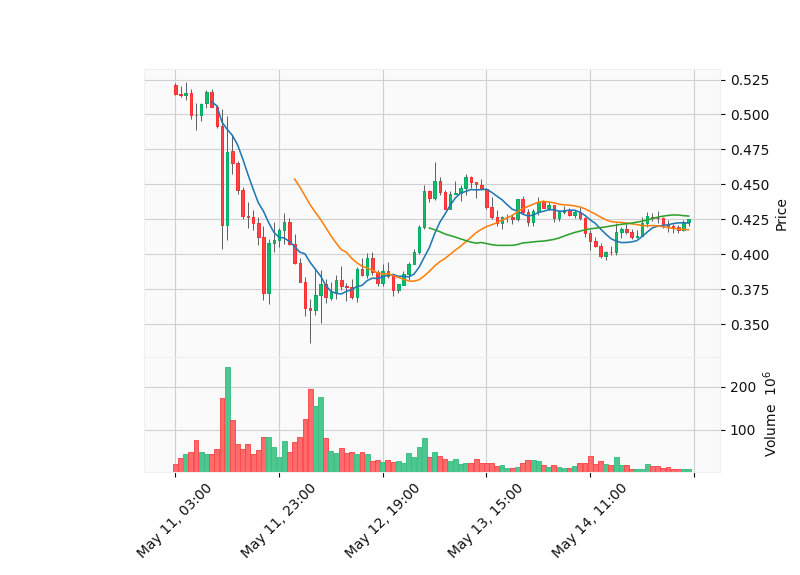 0.525
0.500
0.475
0.450
0.425
0.400
0.375
0.350
Price
200
100
Volume 10^6
May 11, 03:00
May 11, 23:00
May 12, 19:00
May 13, 15:00
May 14, 11:00